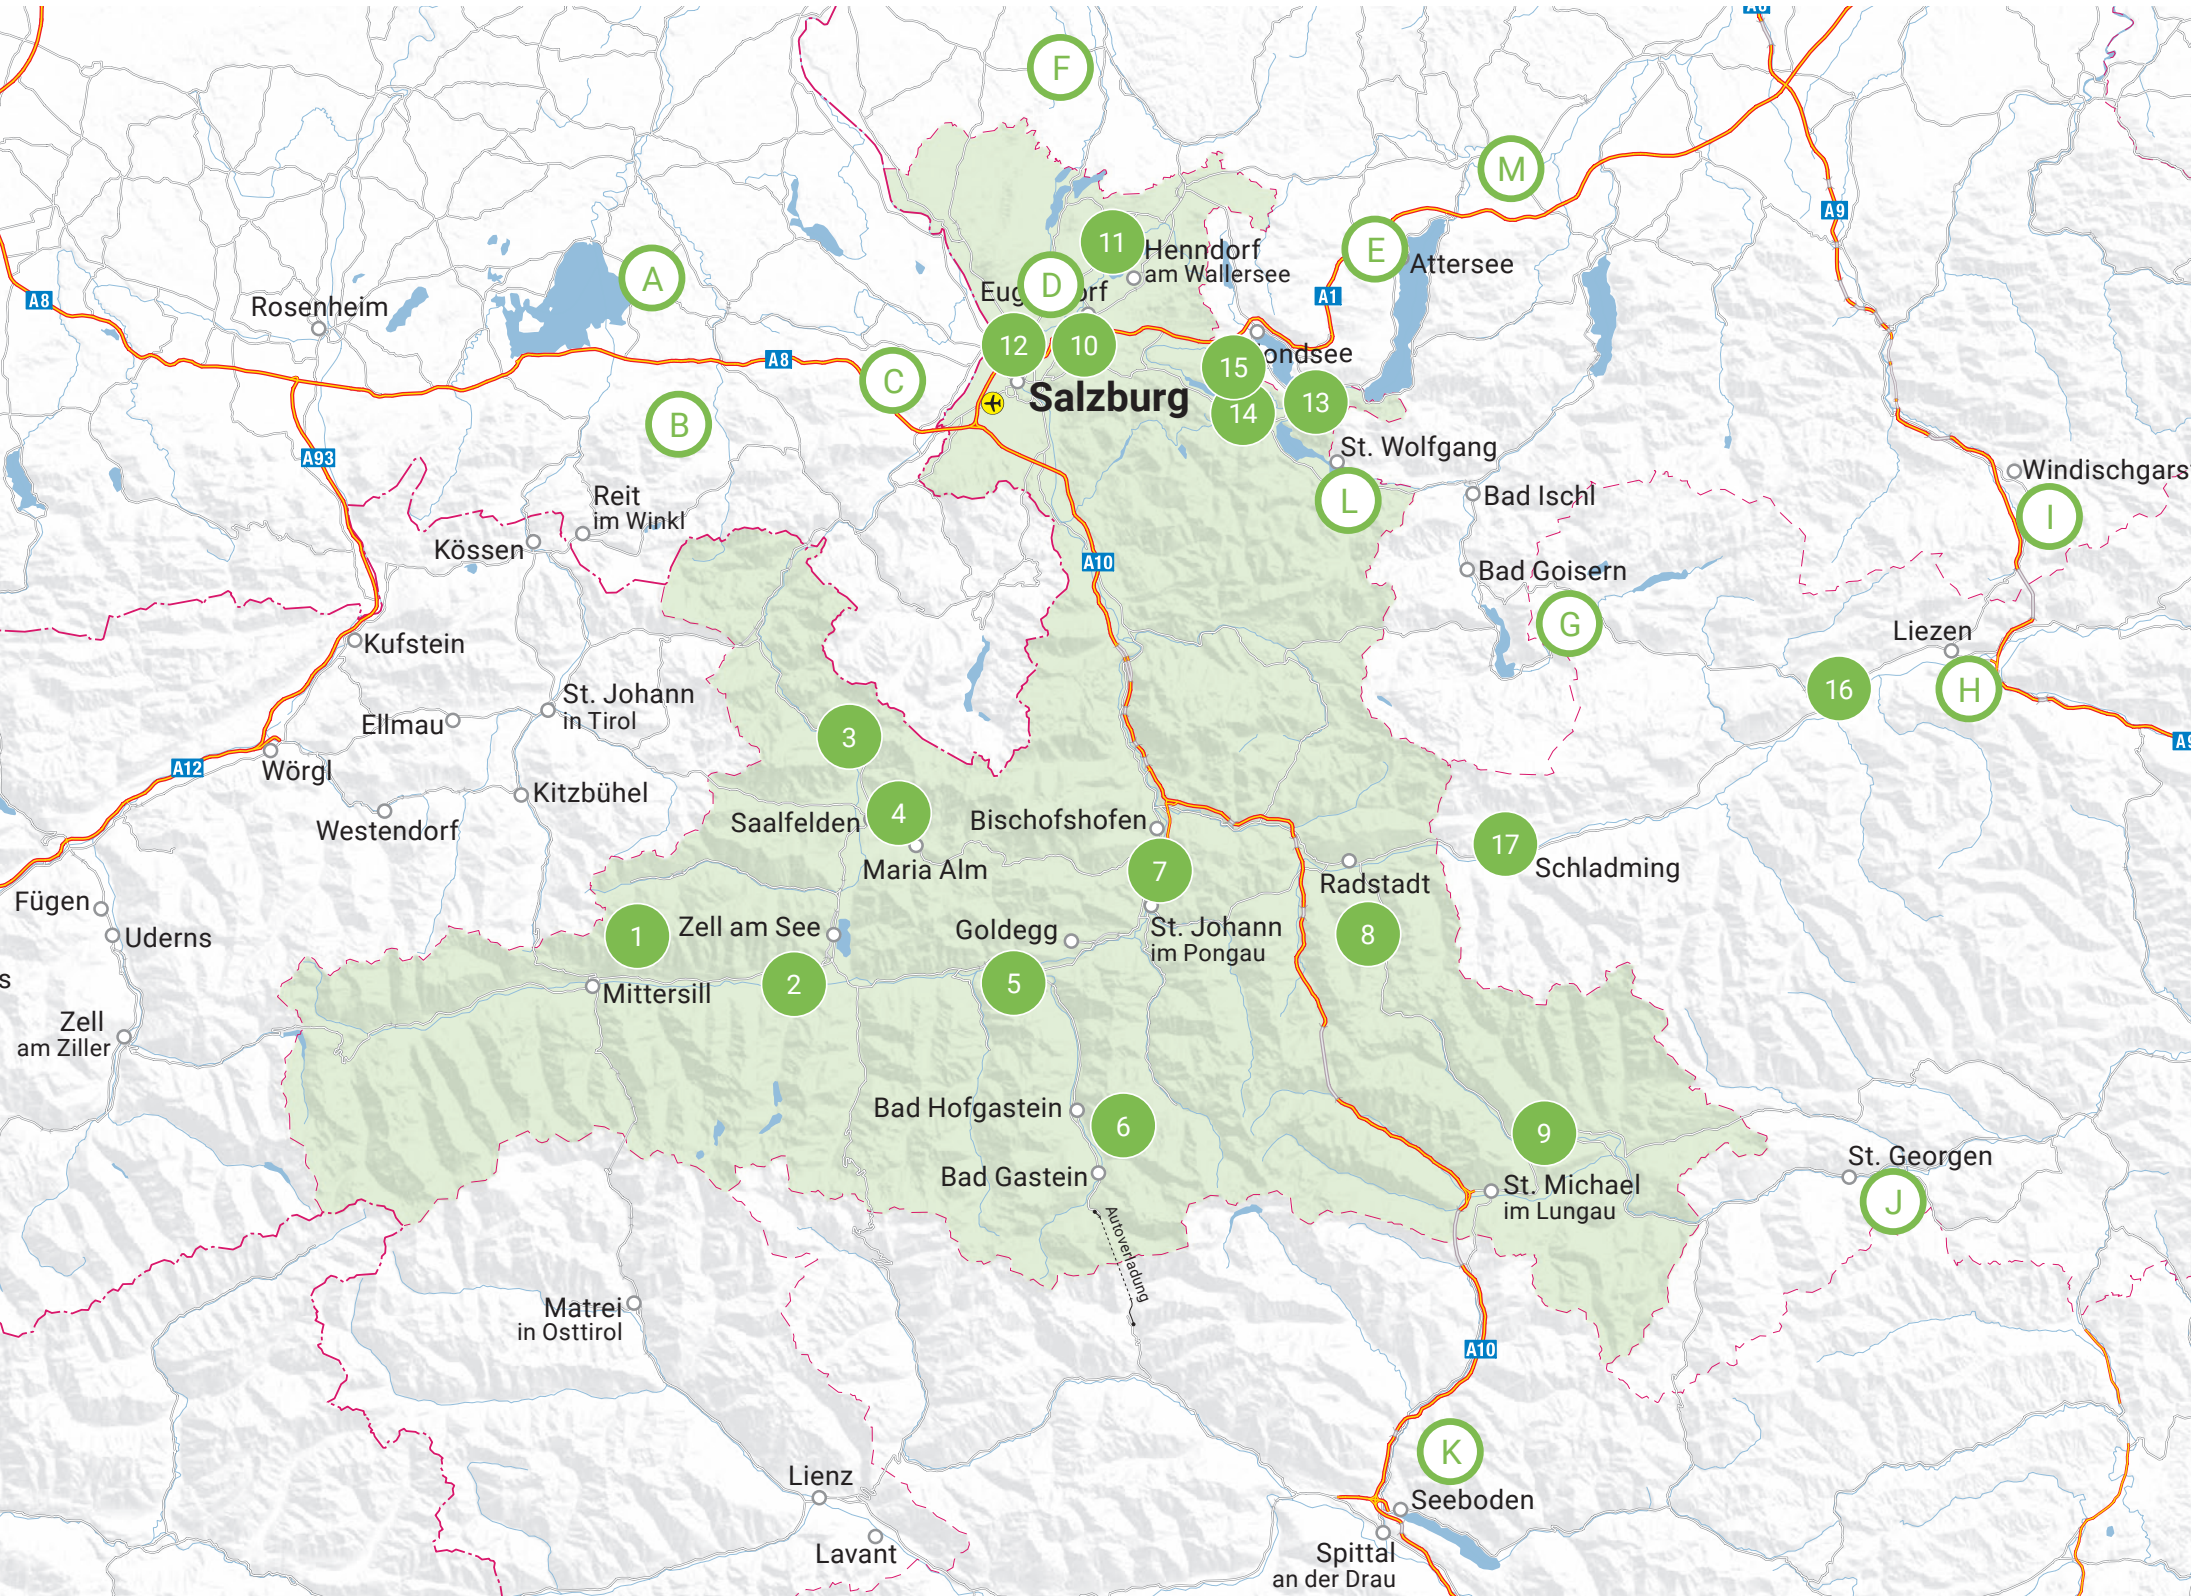 A8
F
M
A9
11
Henndorf
am Wallersee
A
D
E
Attersee
A8
Rosenheim
A1
12
10
A8
15
C
14
13
Salzburg
B
St. Wolfgang
A93
Windischgars
L
Bad Ischl
Reit
im Winkl
I
Kössen
A10
Bad Goisern
G
Liezen
Kufstein
16
H
St. Johann
in Tirol
Ellmau
3
A9
A12
Wörgl
Kitzbühel
4
Saalfelden
Bischofshofen
Westendorf
17
Schladming
Maria Alm
7
Radstadt
Fügen
Uderns
1
Zell am See
Goldegg
St. Johann
im Pongau
8
s
Mittersill
2
5
Zell
am Ziller
Bad Hofgastein
6
9
Bad Gastein
St. Georgen
St. Michael
im Lungau
J
Autoverladung
Matrei
in Osttirol
A10
K
Lienz
Seeboden
Lavant
Spittal
an der Drau